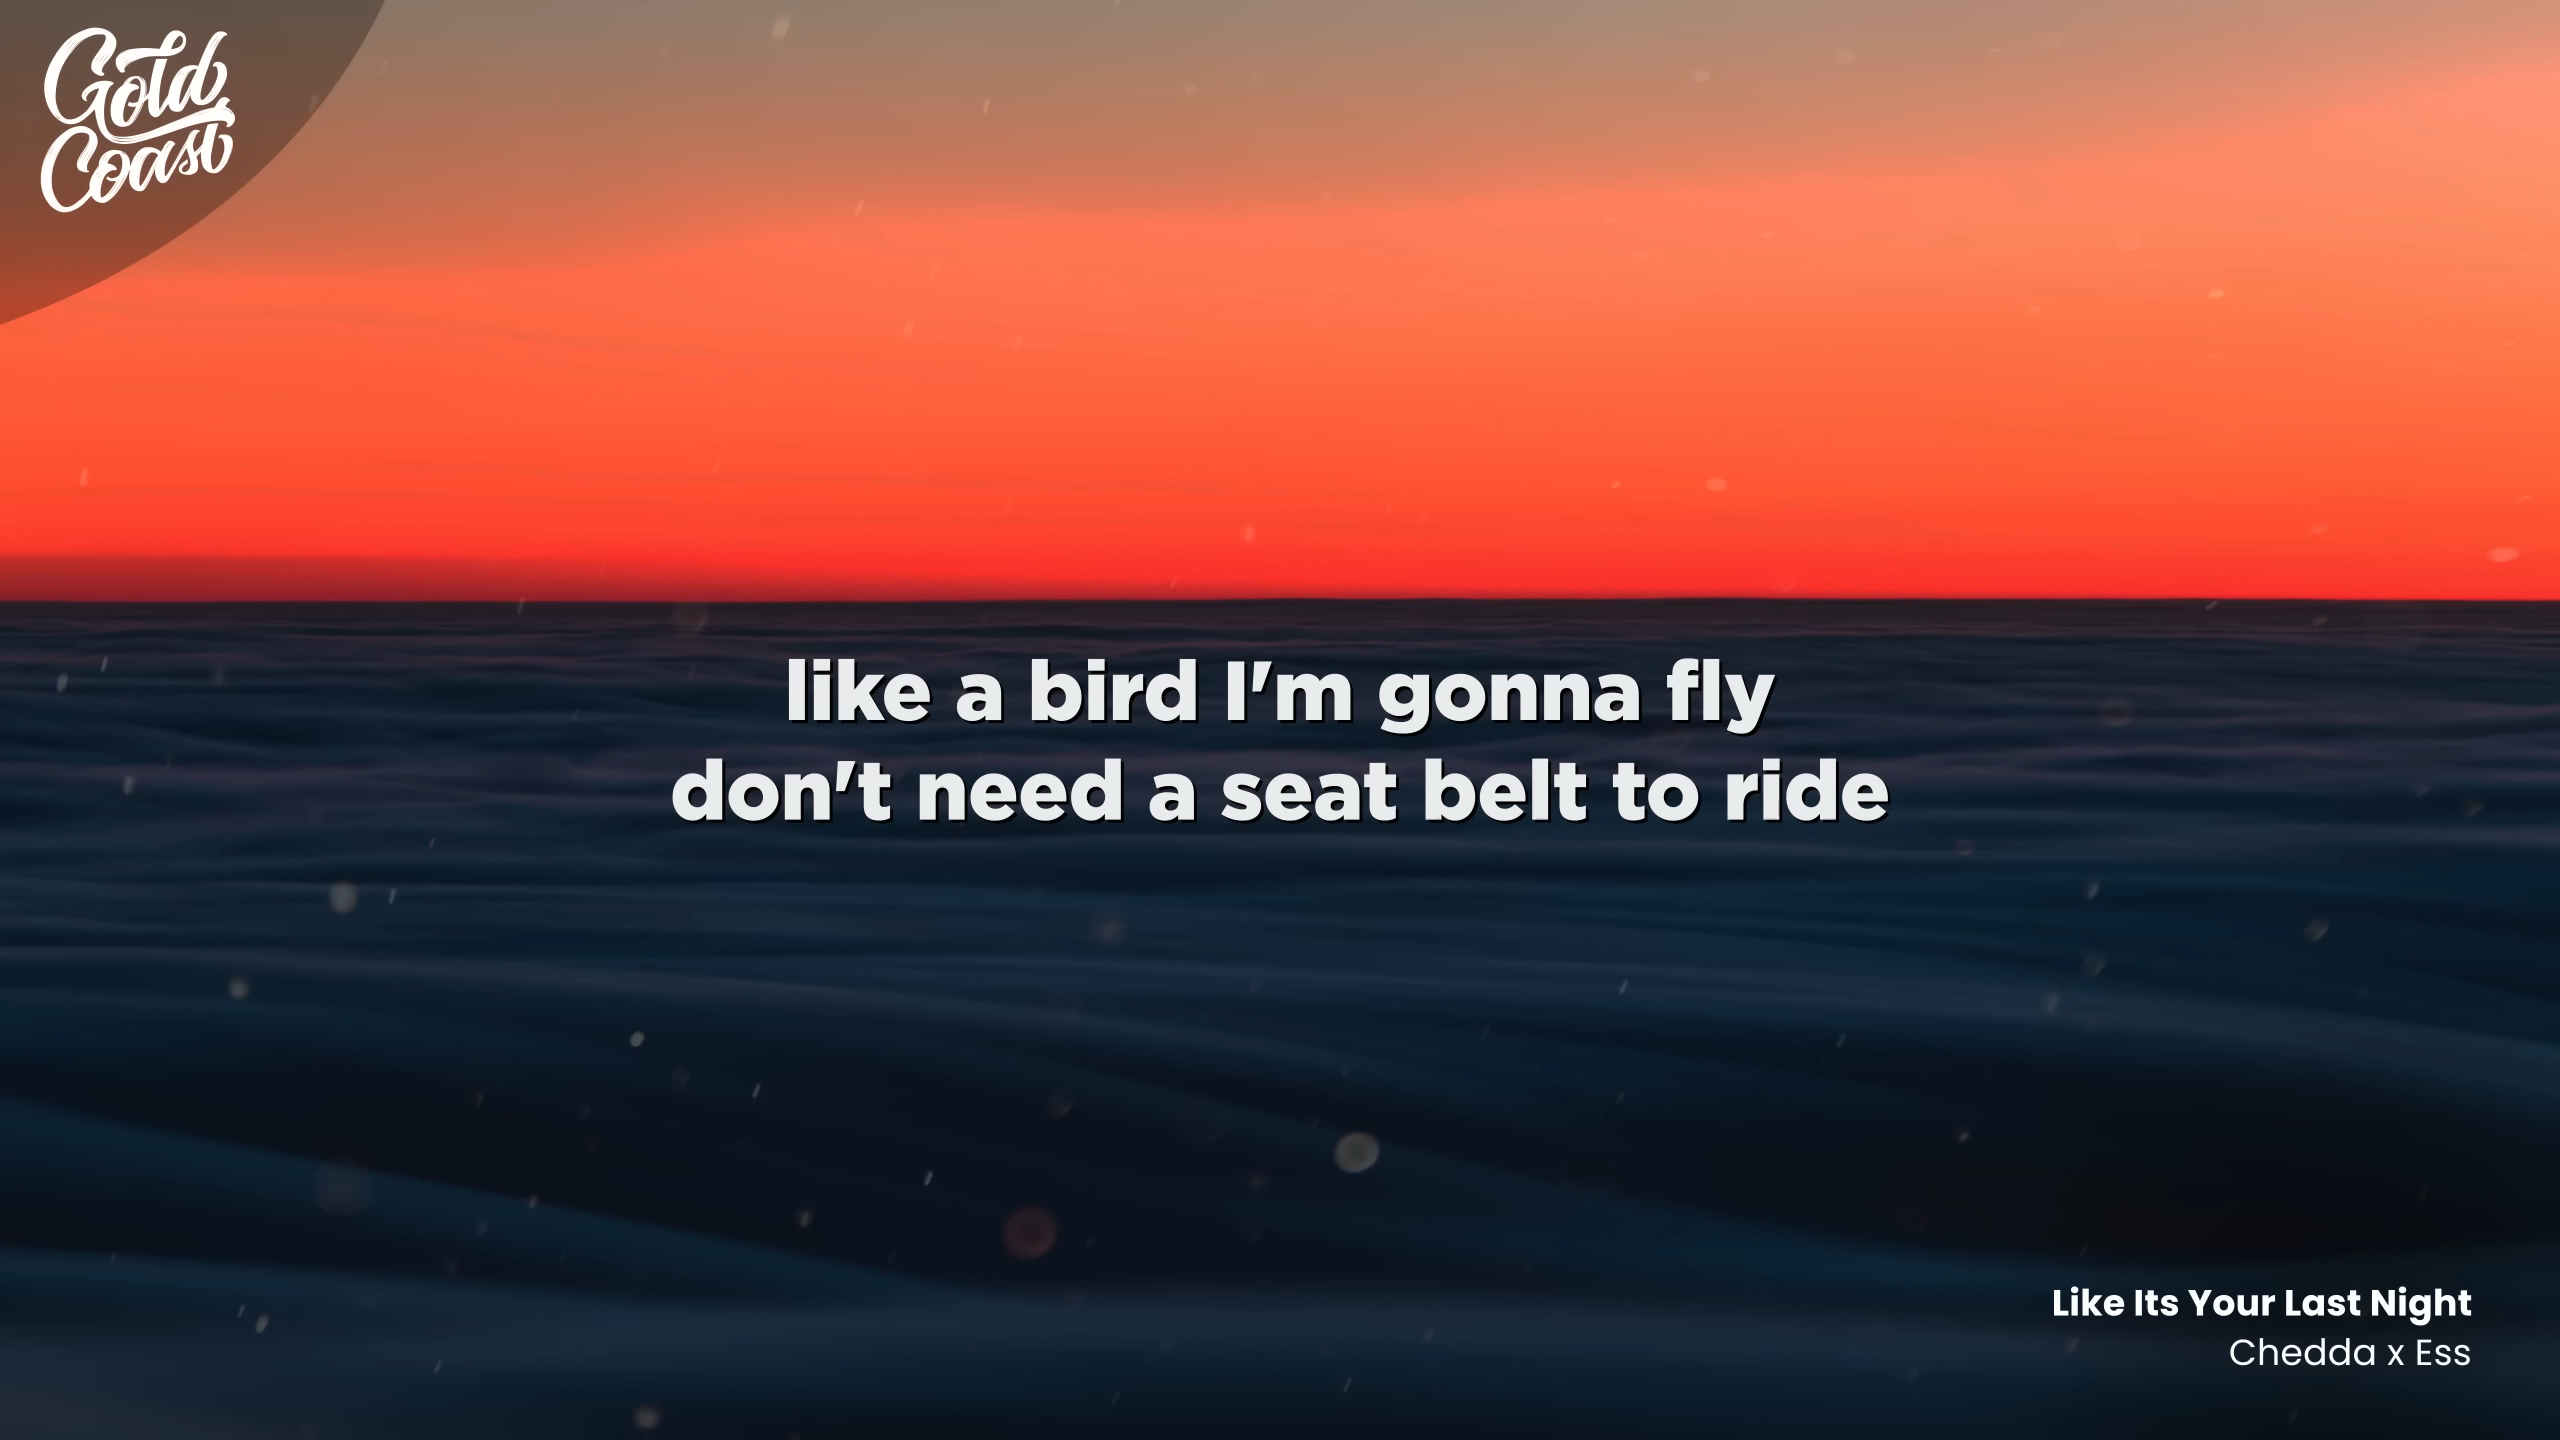 Gold
Coast
like a bird I'm gonna fly
don't need a seat belt to ride
Like Its Your Last Night
Chedda x Ess